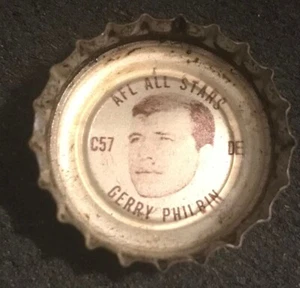 AFL ALL STARS
C57
DE
GERRY PHILBIN